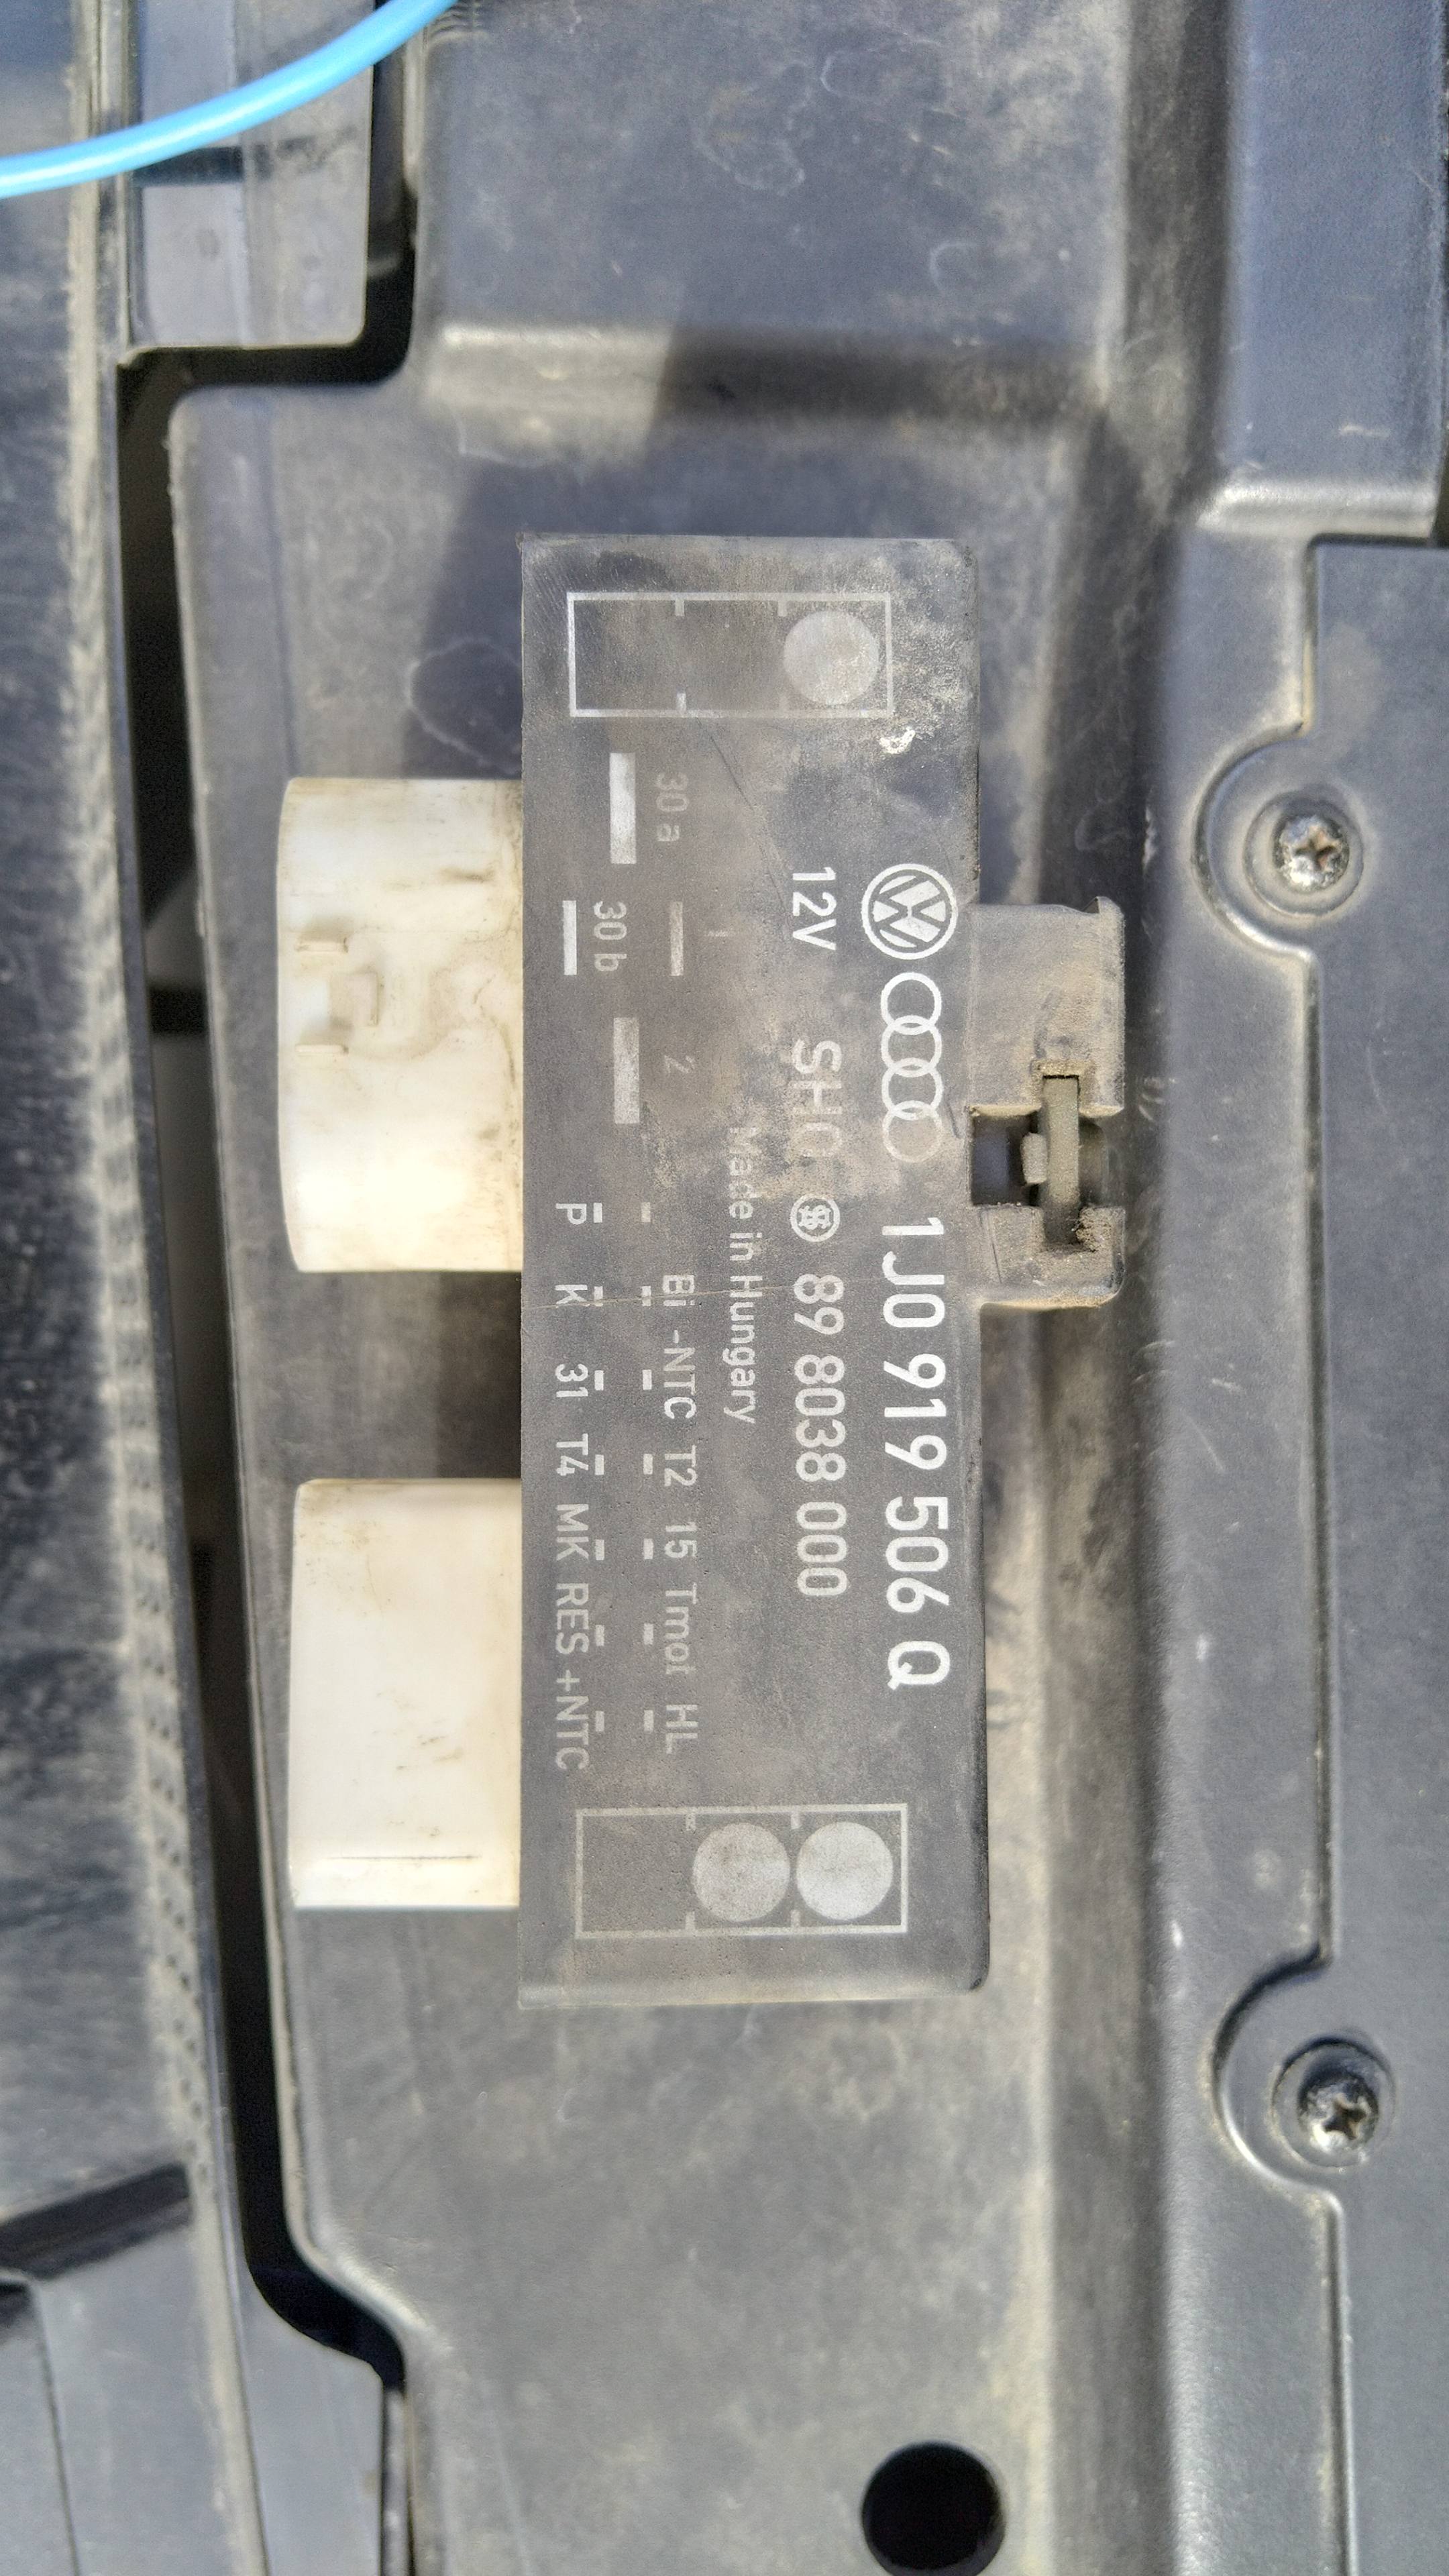 VW 1J0 919 506 Q
12V SHO 89 8038 000
Made in Hungary
30 a 1 2 Bi -NTC T2 15 Tmot HL
30 b P K 31 T4 MK RES +NTC